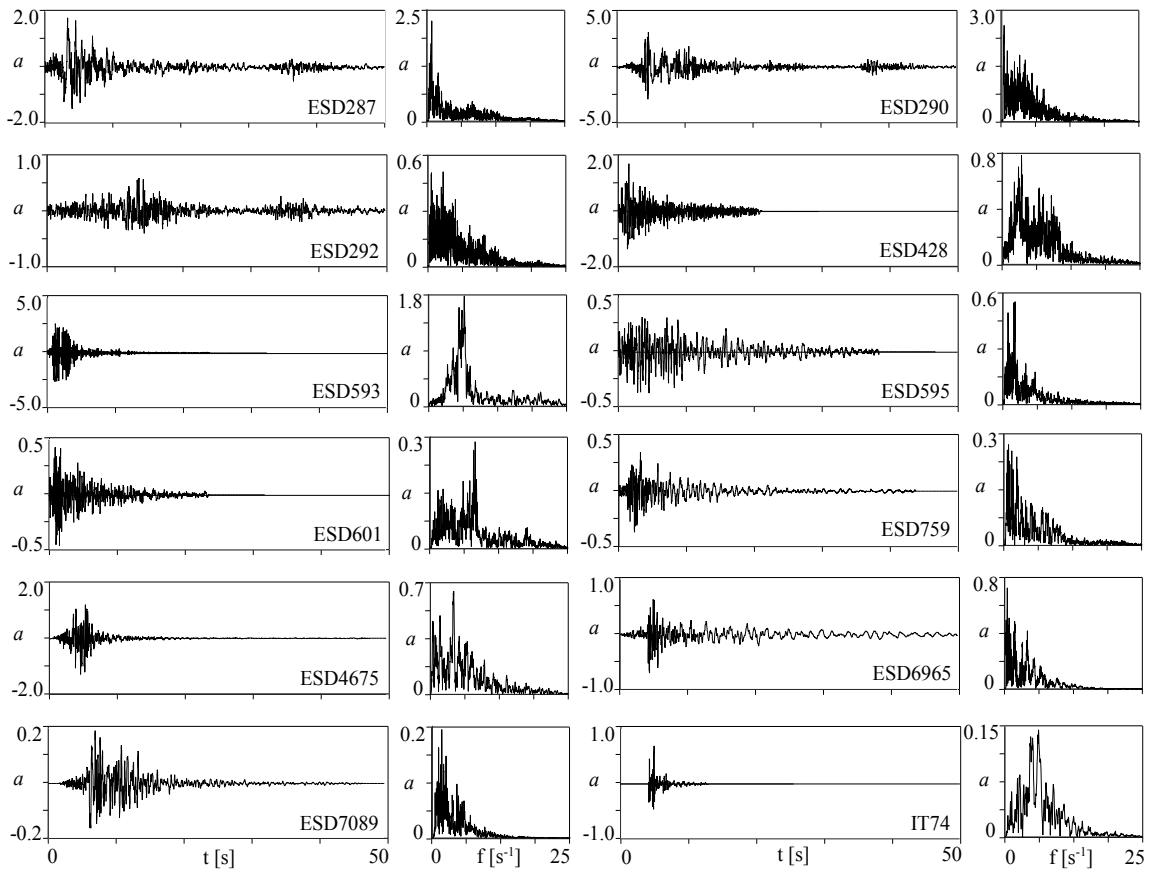 2.0 a -2.0 ESD287 2.5 a 0 5.0 a -5.0 ESD290 3.0 a 0
1.0 a -1.0 ESD292 0.6 a 0 2.0 a -2.0 ESD428 0.8 a 0
5.0 a -5.0 ESD593 1.8 a 0 0.5 a -0.5 ESD595 0.6 a 0
0.5 a -0.5 ESD601 0.3 a 0 0.5 a -0.5 ESD759 0.3 a 0
2.0 a -2.0 ESD4675 0.7 a 0 1.0 a -1.0 ESD6965 0.8 a 0
0.2 a -0.2 ESD7089 0.2 a 0 1.0 a -1.0 IT74 0.15 a 0
0 t [s] 50 0 f [s⁻¹] 25 0 t [s] 50 0 f [s⁻¹] 25